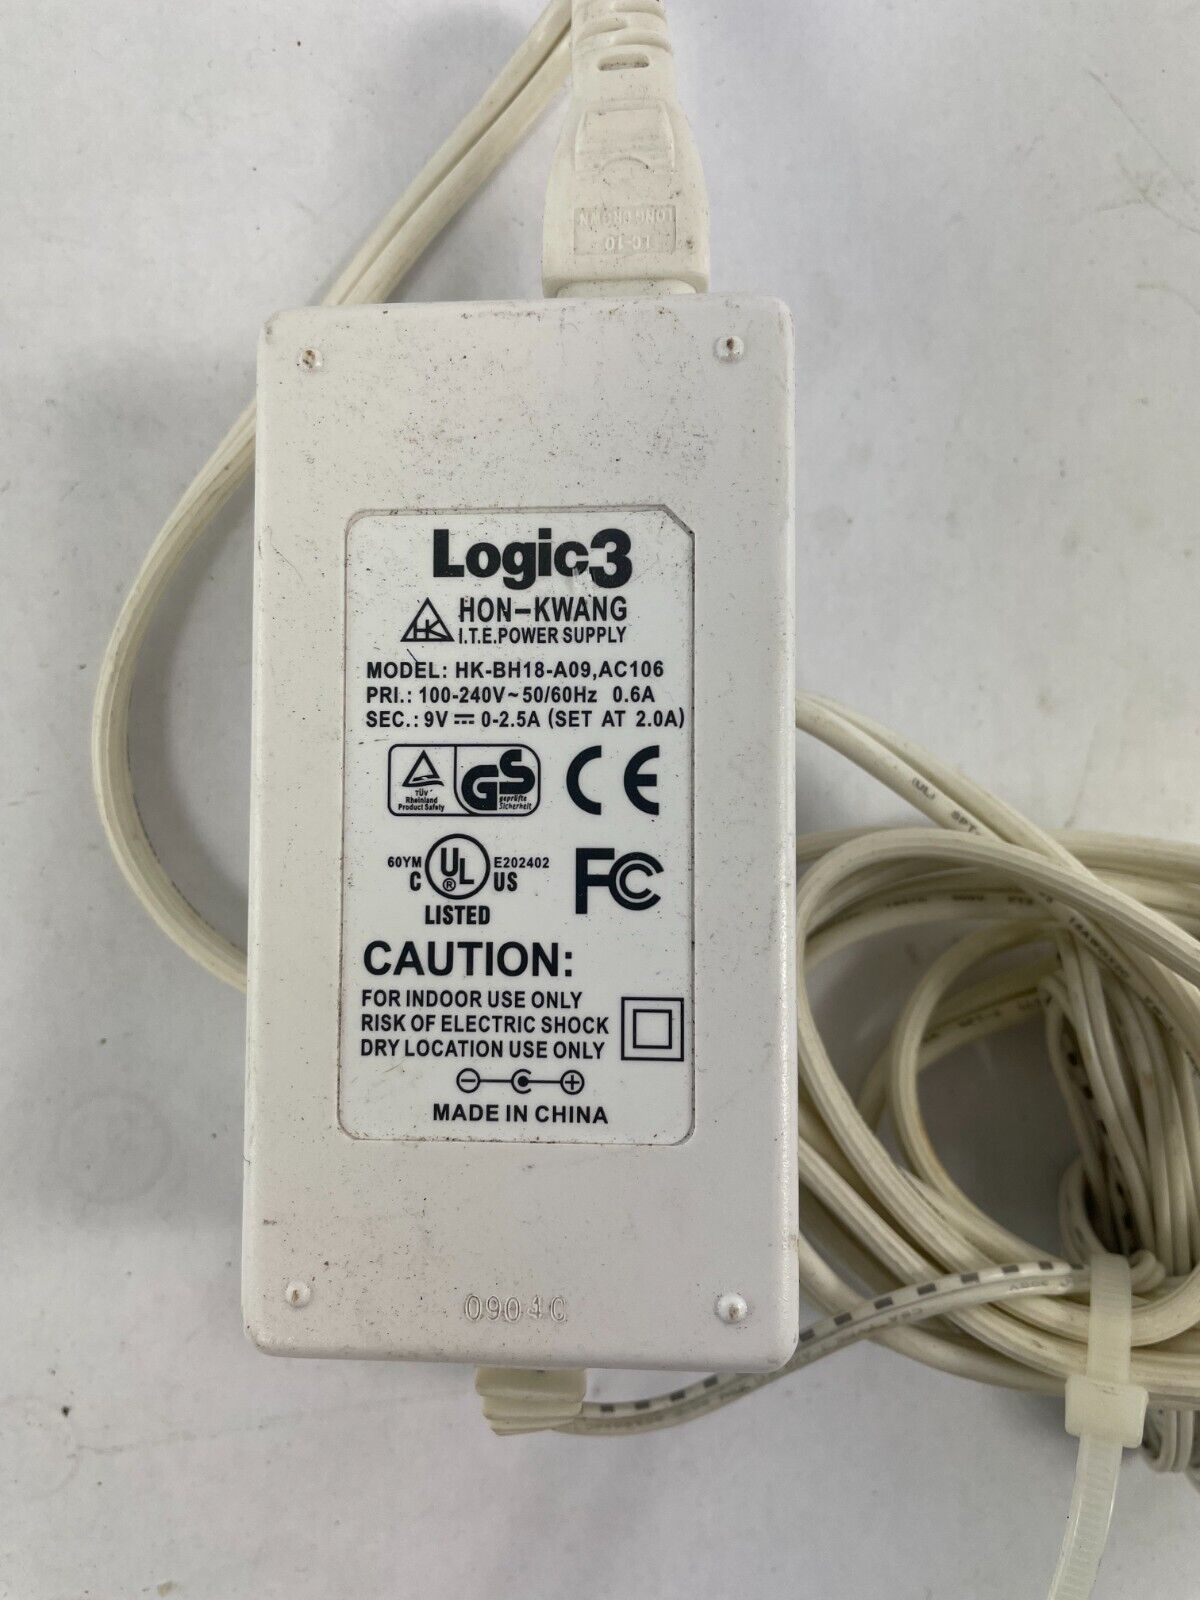 LC-10
LONGCROWN
Logic3
HK HON-KWANG
I.T.E.POWER SUPPLY
MODEL: HK-BH18-A09,AC106
PRI.: 100-240V~50/60Hz 0.6A
SEC.: 9V⎓ 0-2.5A (SET AT 2.0A)
TÜV
Rheinland
Product Safety
GS
geprüfte
Sicherheit
CE
60YM
C UL ® US
E202402
LISTED
FC
CAUTION:
FOR INDOOR USE ONLY
RISK OF ELECTRIC SHOCK
DRY LOCATION USE ONLY
MADE IN CHINA
0904C